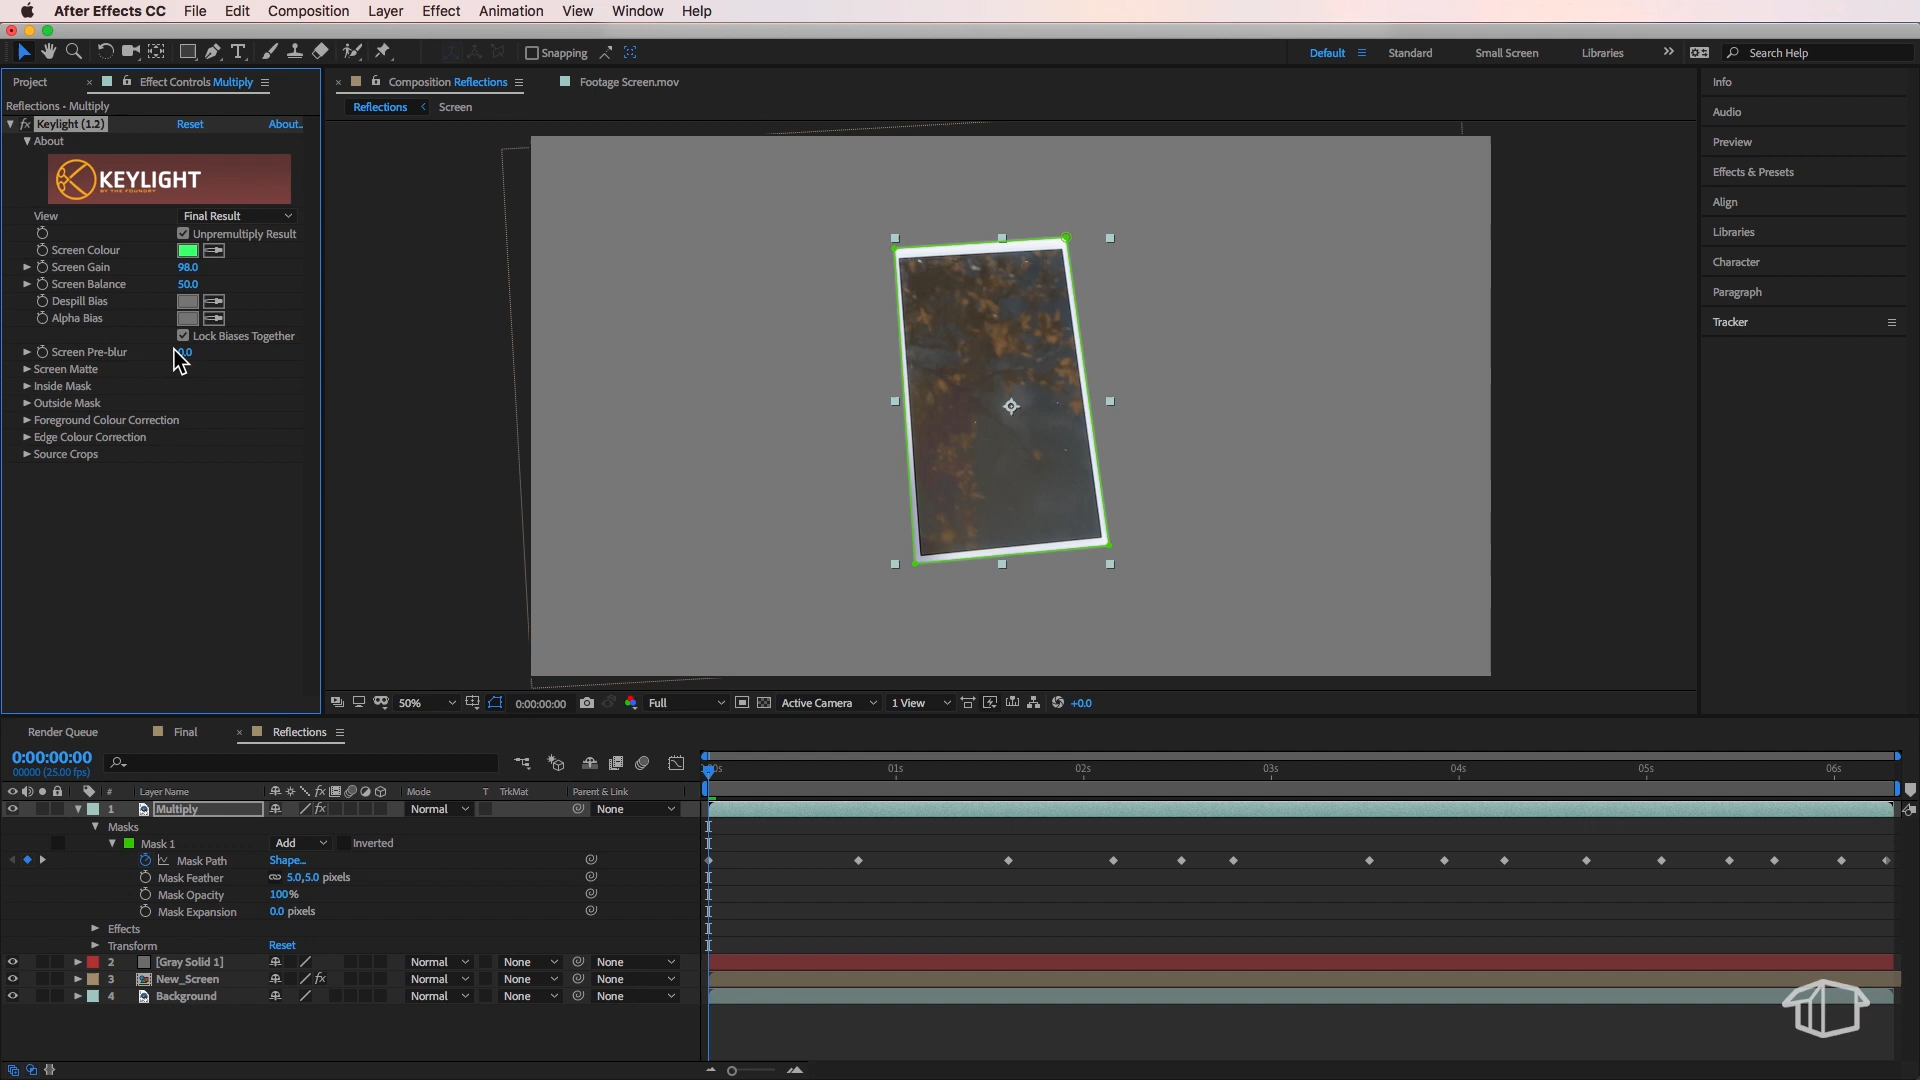 After Effects CC File Edit Composition Layer Effect Animation View Window Help
Snapping Default Standard Small Screen Libraries Search Help
Project Effect Controls Multiply Composition Reflections Footage Screen.mov Info
Reflections • Multiply Reflections Screen
Audio
Keylight (1.2) Reset About..
About
Preview
KEYLIGHT
BY THE FOUNDRY
Effects & Presets
Align
View Final Result
Unpremultiply Result
Libraries
Screen Colour
Screen Gain 98.0
Character
Screen Balance 50.0
Paragraph
Despill Bias
Alpha Bias
Tracker
Lock Biases Together
Screen Pre-blur
Screen Matte
Inside Mask
Outside Mask
Foreground Colour Correction
Edge Colour Correction
Source Crops
50% 0:00:00:00 Full Active Camera 1 View +0.0
Render Queue Final Reflections
0:00:00:00
00000 (25.00 fps)
01s 02s 03s 04s 05s 06s
# Layer Name Mode T TrkMat Parent & Link
1 Multiply Normal None
Masks
Mask 1 Add Inverted
Mask Path Shape...
Mask Feather 5.0,5.0 pixels
Mask Opacity 100%
Mask Expansion 0.0 pixels
Effects
Transform Reset
2 [Gray Solid 1] Normal None None
3 New_Screen Normal None None
4 Background Normal None None